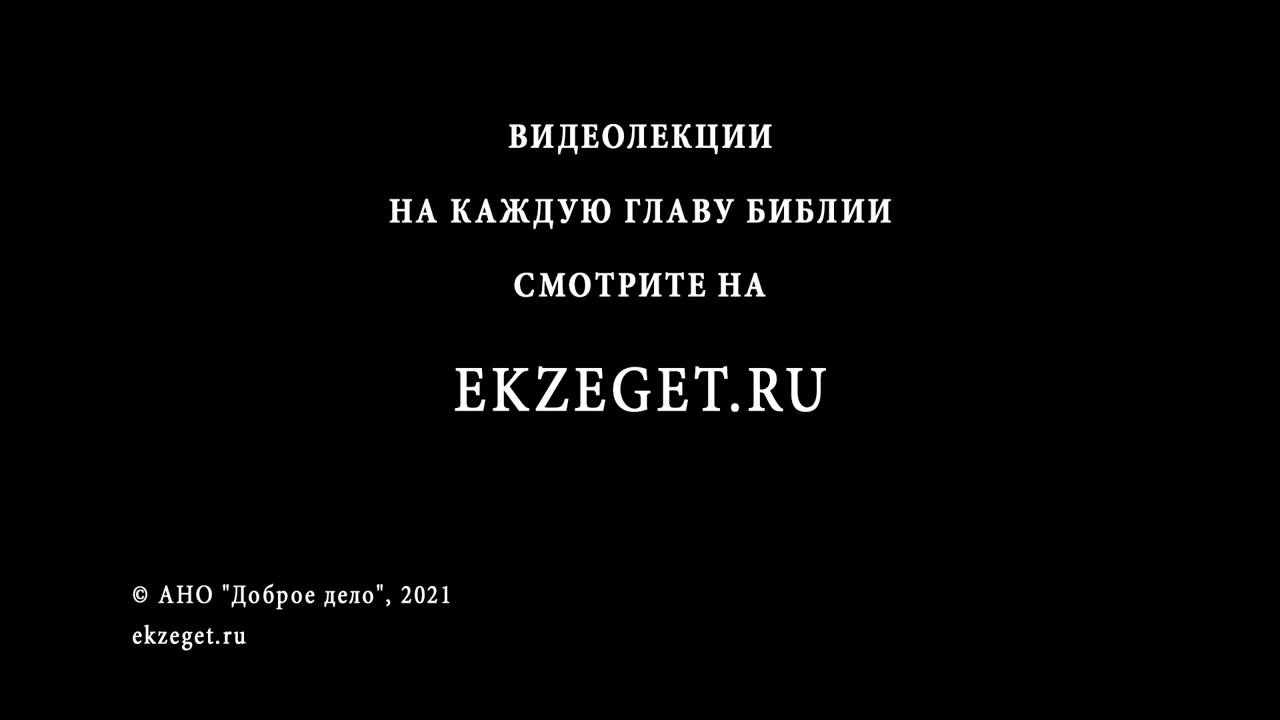 ВИДЕОЛЕКЦИИ
НА КАЖДУЮ ГЛАВУ БИБЛИИ
СМОТРИТЕ НА
EKZEGET.RU
© АНО "Доброе дело", 2021
ekzeget.ru